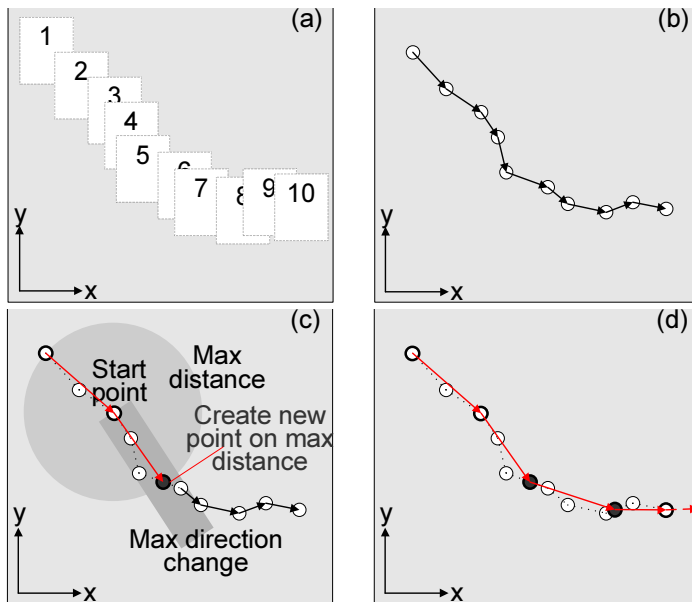 (a)
1
2
3
4
5
6
7
8
9
10
y
x
(b)
y
x
(c)
Start
point
Max
distance
Create new
point on max
distance
Max direction
change
y
x
(d)
y
x